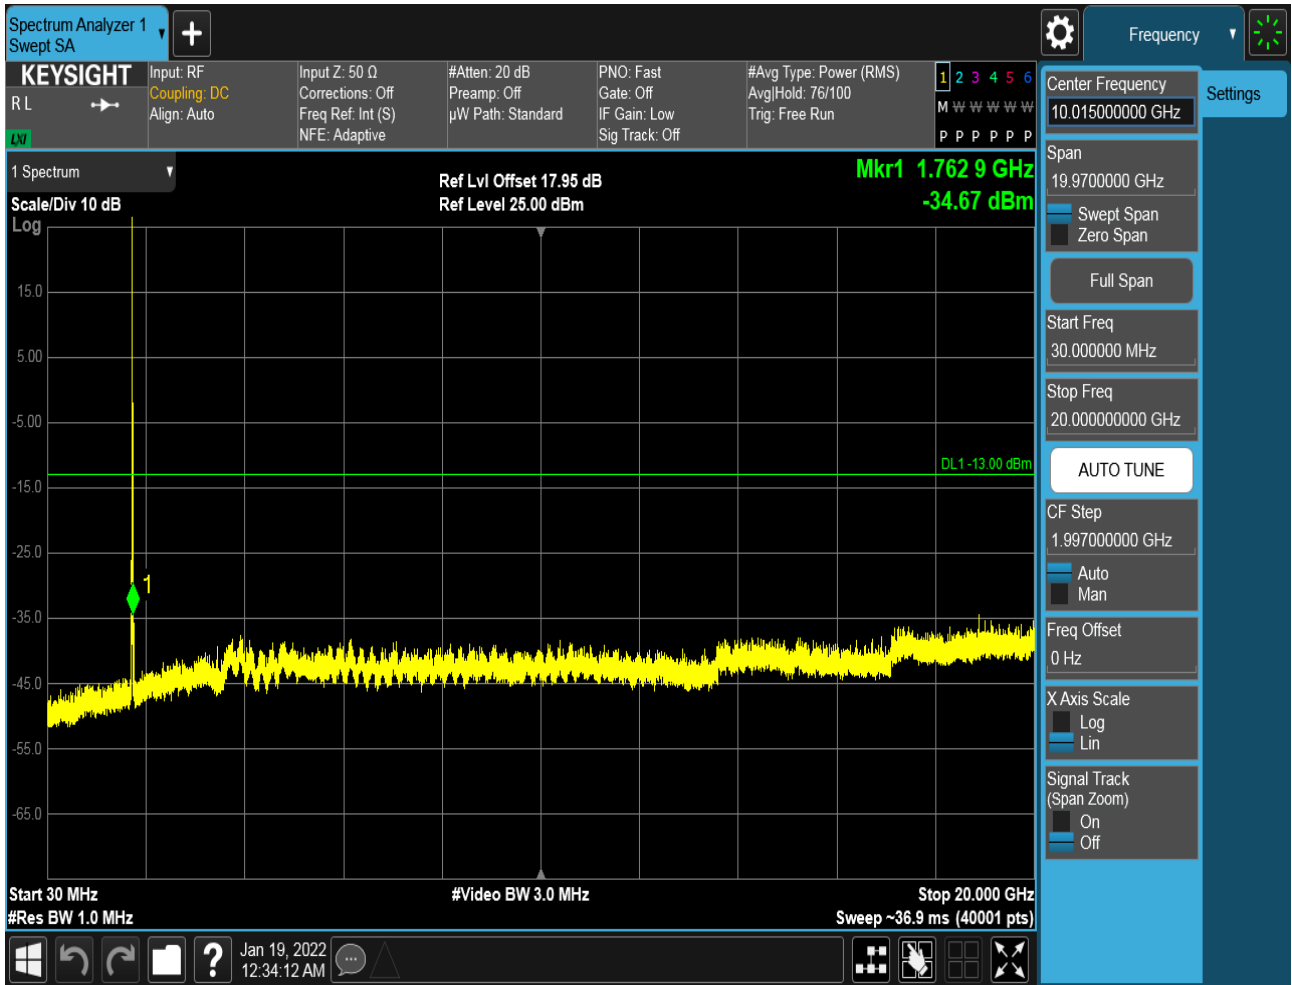 Spectrum Analyzer 1
Swept SA
Frequency
KEYSIGHT
R L
LXI
Input: RF
Coupling: DC
Align: Auto
Input Z: 50 Ω
Corrections: Off
Freq Ref: Int (S)
NFE: Adaptive
#Atten: 20 dB
Preamp: Off
µW Path: Standard
PNO: Fast
Gate: Off
IF Gain: Low
Sig Track: Off
#Avg Type: Power (RMS)
Avg|Hold: 76/100
Trig: Free Run
1 2 3 4 5 6
M W W W W W
P P P P P P
1 Spectrum
Scale/Div 10 dB
Log
Ref Lvl Offset 17.95 dB
Ref Level 25.00 dBm
Mkr1 1.762 9 GHz
-34.67 dBm
15.0
5.00
-5.00
DL1 -13.00 dBm
-15.0
-25.0
1
-35.0
-45.0
-55.0
-65.0
Start 30 MHz
#Res BW 1.0 MHz
#Video BW 3.0 MHz
Stop 20.000 GHz
Sweep ~36.9 ms (40001 pts)
Jan 19, 2022
12:34:12 AM
Center Frequency
10.015000000 GHz
Settings
Span
19.9700000 GHz
Swept Span
Zero Span
Full Span
Start Freq
30.000000 MHz
Stop Freq
20.000000000 GHz
AUTO TUNE
CF Step
1.997000000 GHz
Auto
Man
Freq Offset
0 Hz
X Axis Scale
Log
Lin
Signal Track
(Span Zoom)
On
Off